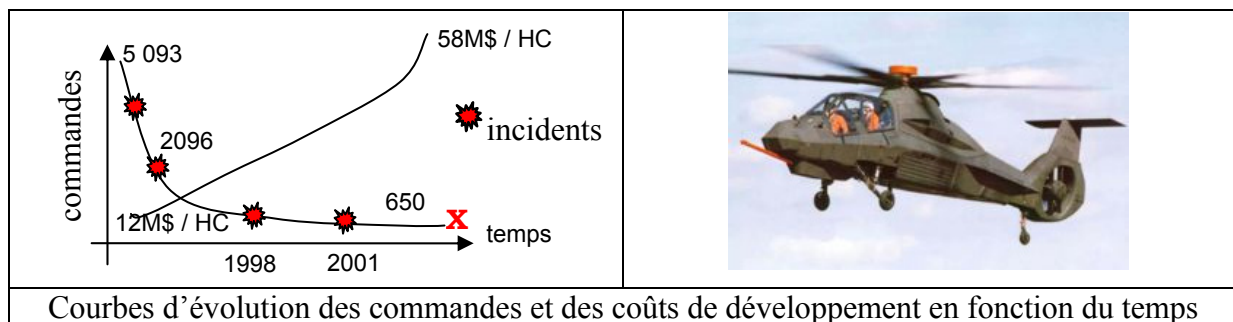 5 093
58M$ / HC
commandes
incidents
2096
650
12M$ / HC
X
temps
1998
2001
Courbes d’évolution des commandes et des coûts de développement en fonction du temps